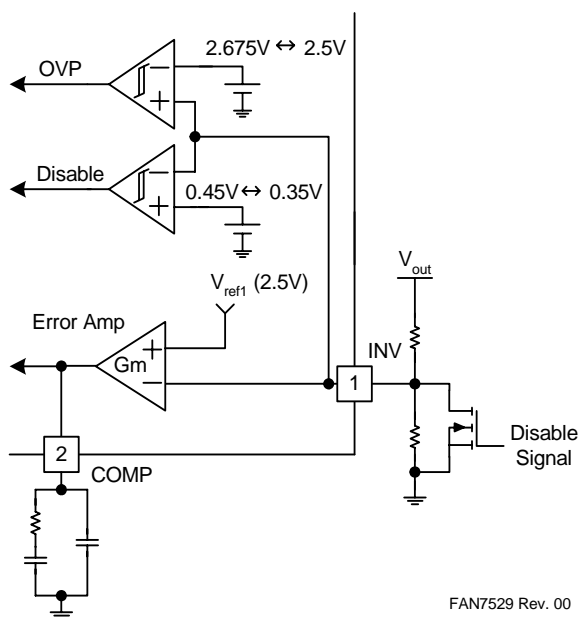 2.675V ↔ 2.5V
OVP
Disable
0.45V ↔ 0.35V
Vref1 (2.5V)
Vout
Error Amp
Gm
INV
1
Disable
Signal
2
COMP
FAN7529 Rev. 00